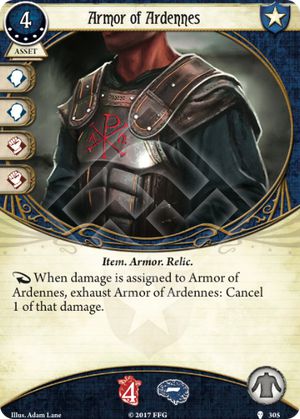 Armor of Ardennes
4
ASSET
Item. Armor. Relic.
When damage is assigned to Armor of
Ardennes, exhaust Armor of Ardennes: Cancel
1 of that damage.
4
–
Illus. Adam Lane
© 2017 FFG
305